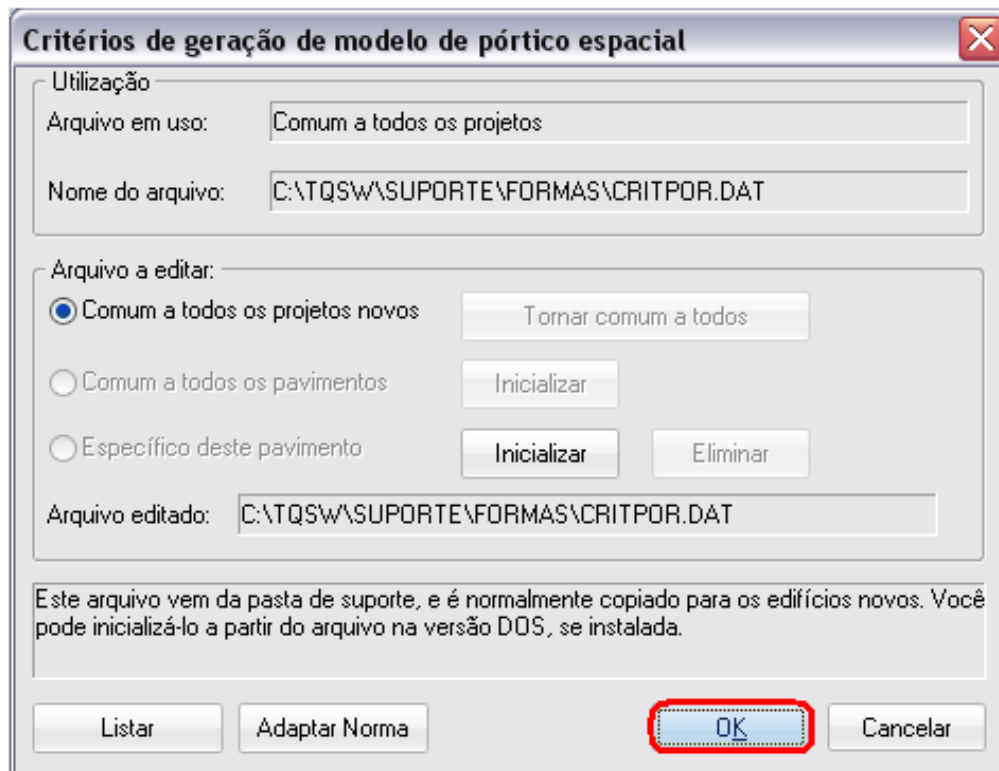 Critérios de geração de modelo de pórtico espacial
Utilização
Arquivo em uso: Comum a todos os projetos
Nome do arquivo: C:\TQSW\SUPORTE\FORMAS\CRITPOR.DAT
Arquivo a editar:
Comum a todos os projetos novos Tornar comum a todos
Comum a todos os pavimentos Inicializar
Específico deste pavimento Inicializar Eliminar
Arquivo editado: C:\TQSW\SUPORTE\FORMAS\CRITPOR.DAT
Este arquivo vem da pasta de suporte, e é normalmente copiado para os edifícios novos. Você
pode inicializá-lo a partir do arquivo na versão DOS, se instalada.
Listar Adaptar Norma OK Cancelar